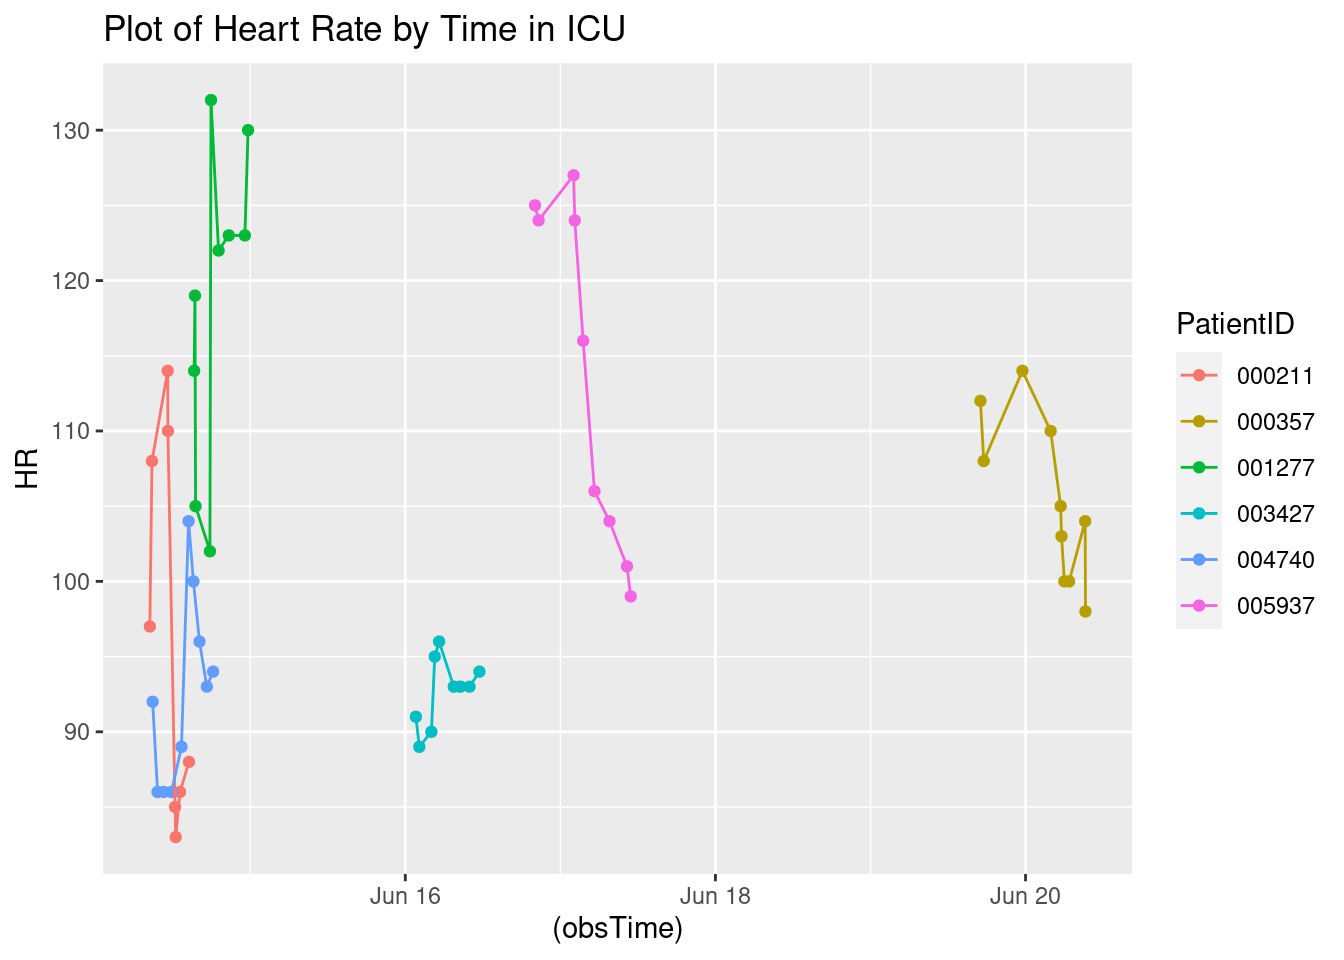 Plot of Heart Rate by Time in ICU
130
120
110
100
90
HR
Jun 16
Jun 18
Jun 20
(obsTime)
PatientID
000211
000357
001277
003427
004740
005937